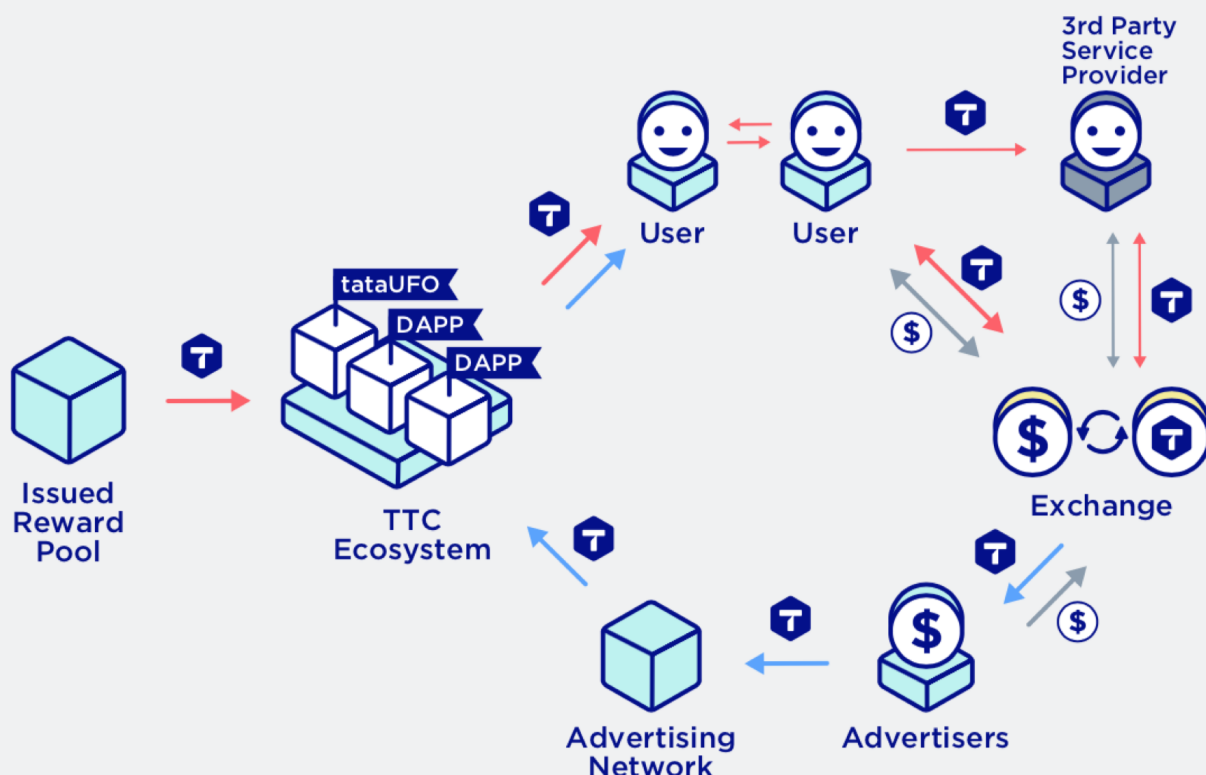 3rd Party
Service
Provider
User
User
tataUFO
DAPP
DAPP
$
$
$
Exchange
Issued
Reward
Pool
TTC
Ecosystem
$
$
Advertising
Network
Advertisers